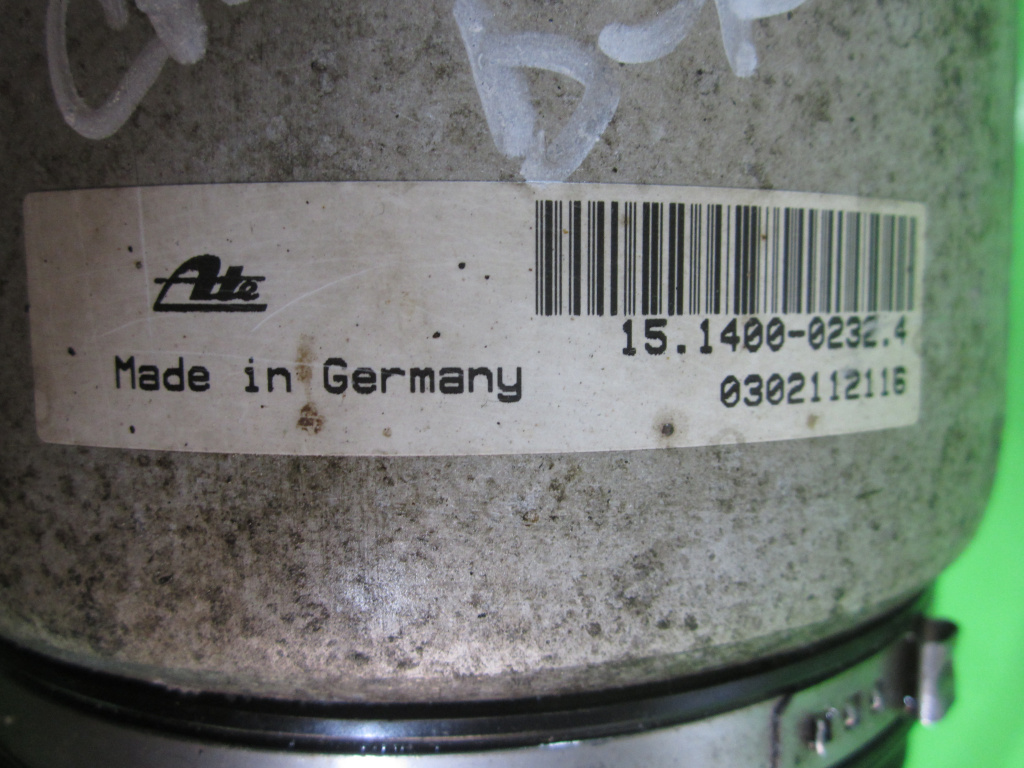 Ate
15.1400-0232.4
Made in Germany
0302112116